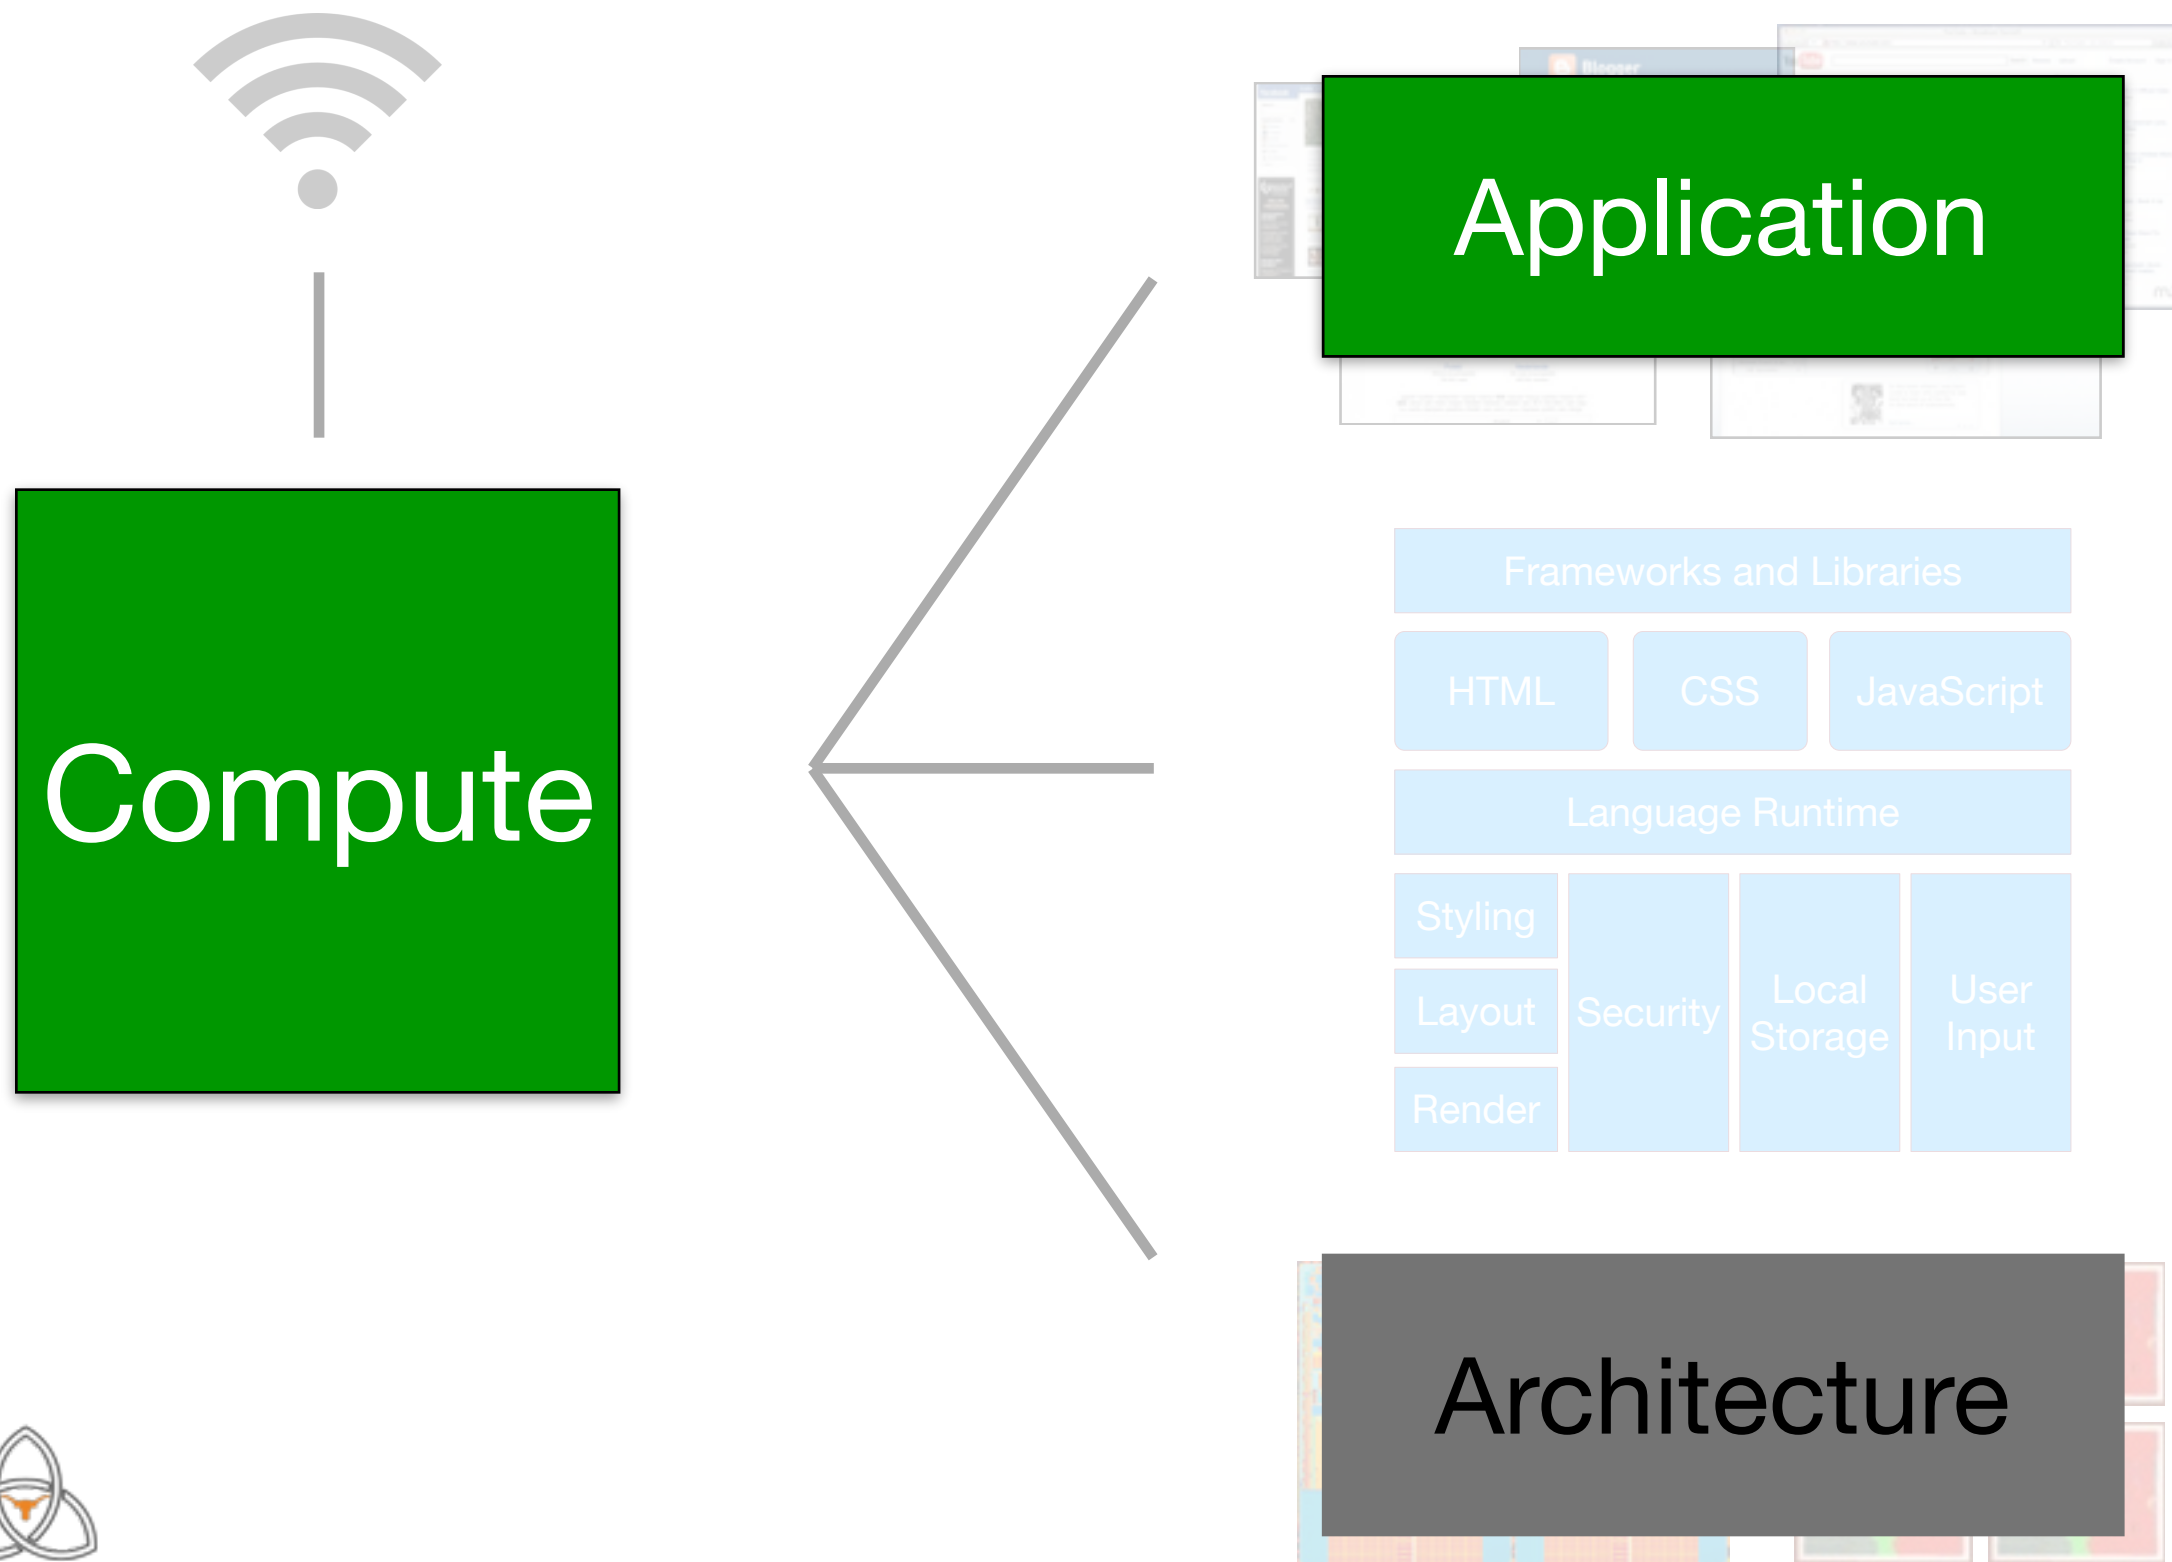 Blogger
Application
Compute
Frameworks and Libraries
HTML
CSS
JavaScript
Language Runtime
Styling
Layout
Render
Security
Local
Storage
User
Input
Architecture